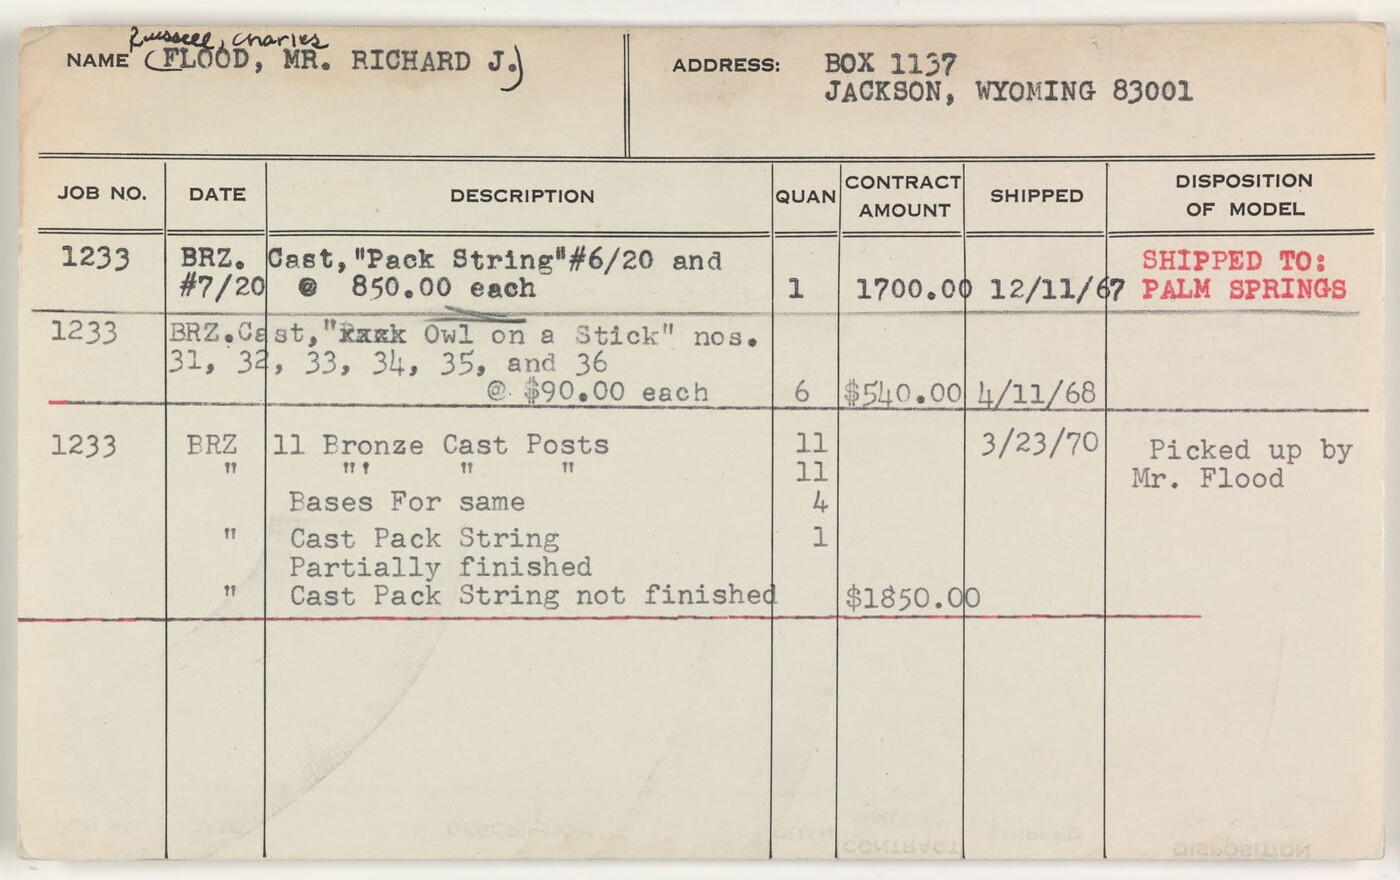 Russell, Charles
NAME (FLOOD, MR. RICHARD J.)
ADDRESS: BOX 1137
JACKSON, WYOMING 83001
JOB NO. DATE DESCRIPTION QUAN CONTRACT AMOUNT SHIPPED DISPOSITION OF MODEL
1233 BRZ. Cast,"Pack String"#6/20 and SHIPPED TO:
#7/20 @ 850.00 each 1 1700.00 12/11/67 PALM SPRINGS
1233 BRZ.Cast," Owl on a Stick" nos.
31, 32, 33, 34, 35, and 36
@ $90.00 each 6 $540.00 4/11/68
1233 BRZ 11 Bronze Cast Posts 11 3/23/70 Picked up by
" "' " " 11 Mr. Flood
Bases For same 4
" Cast Pack String 1
Partially finished
" Cast Pack String not finished $1850.00